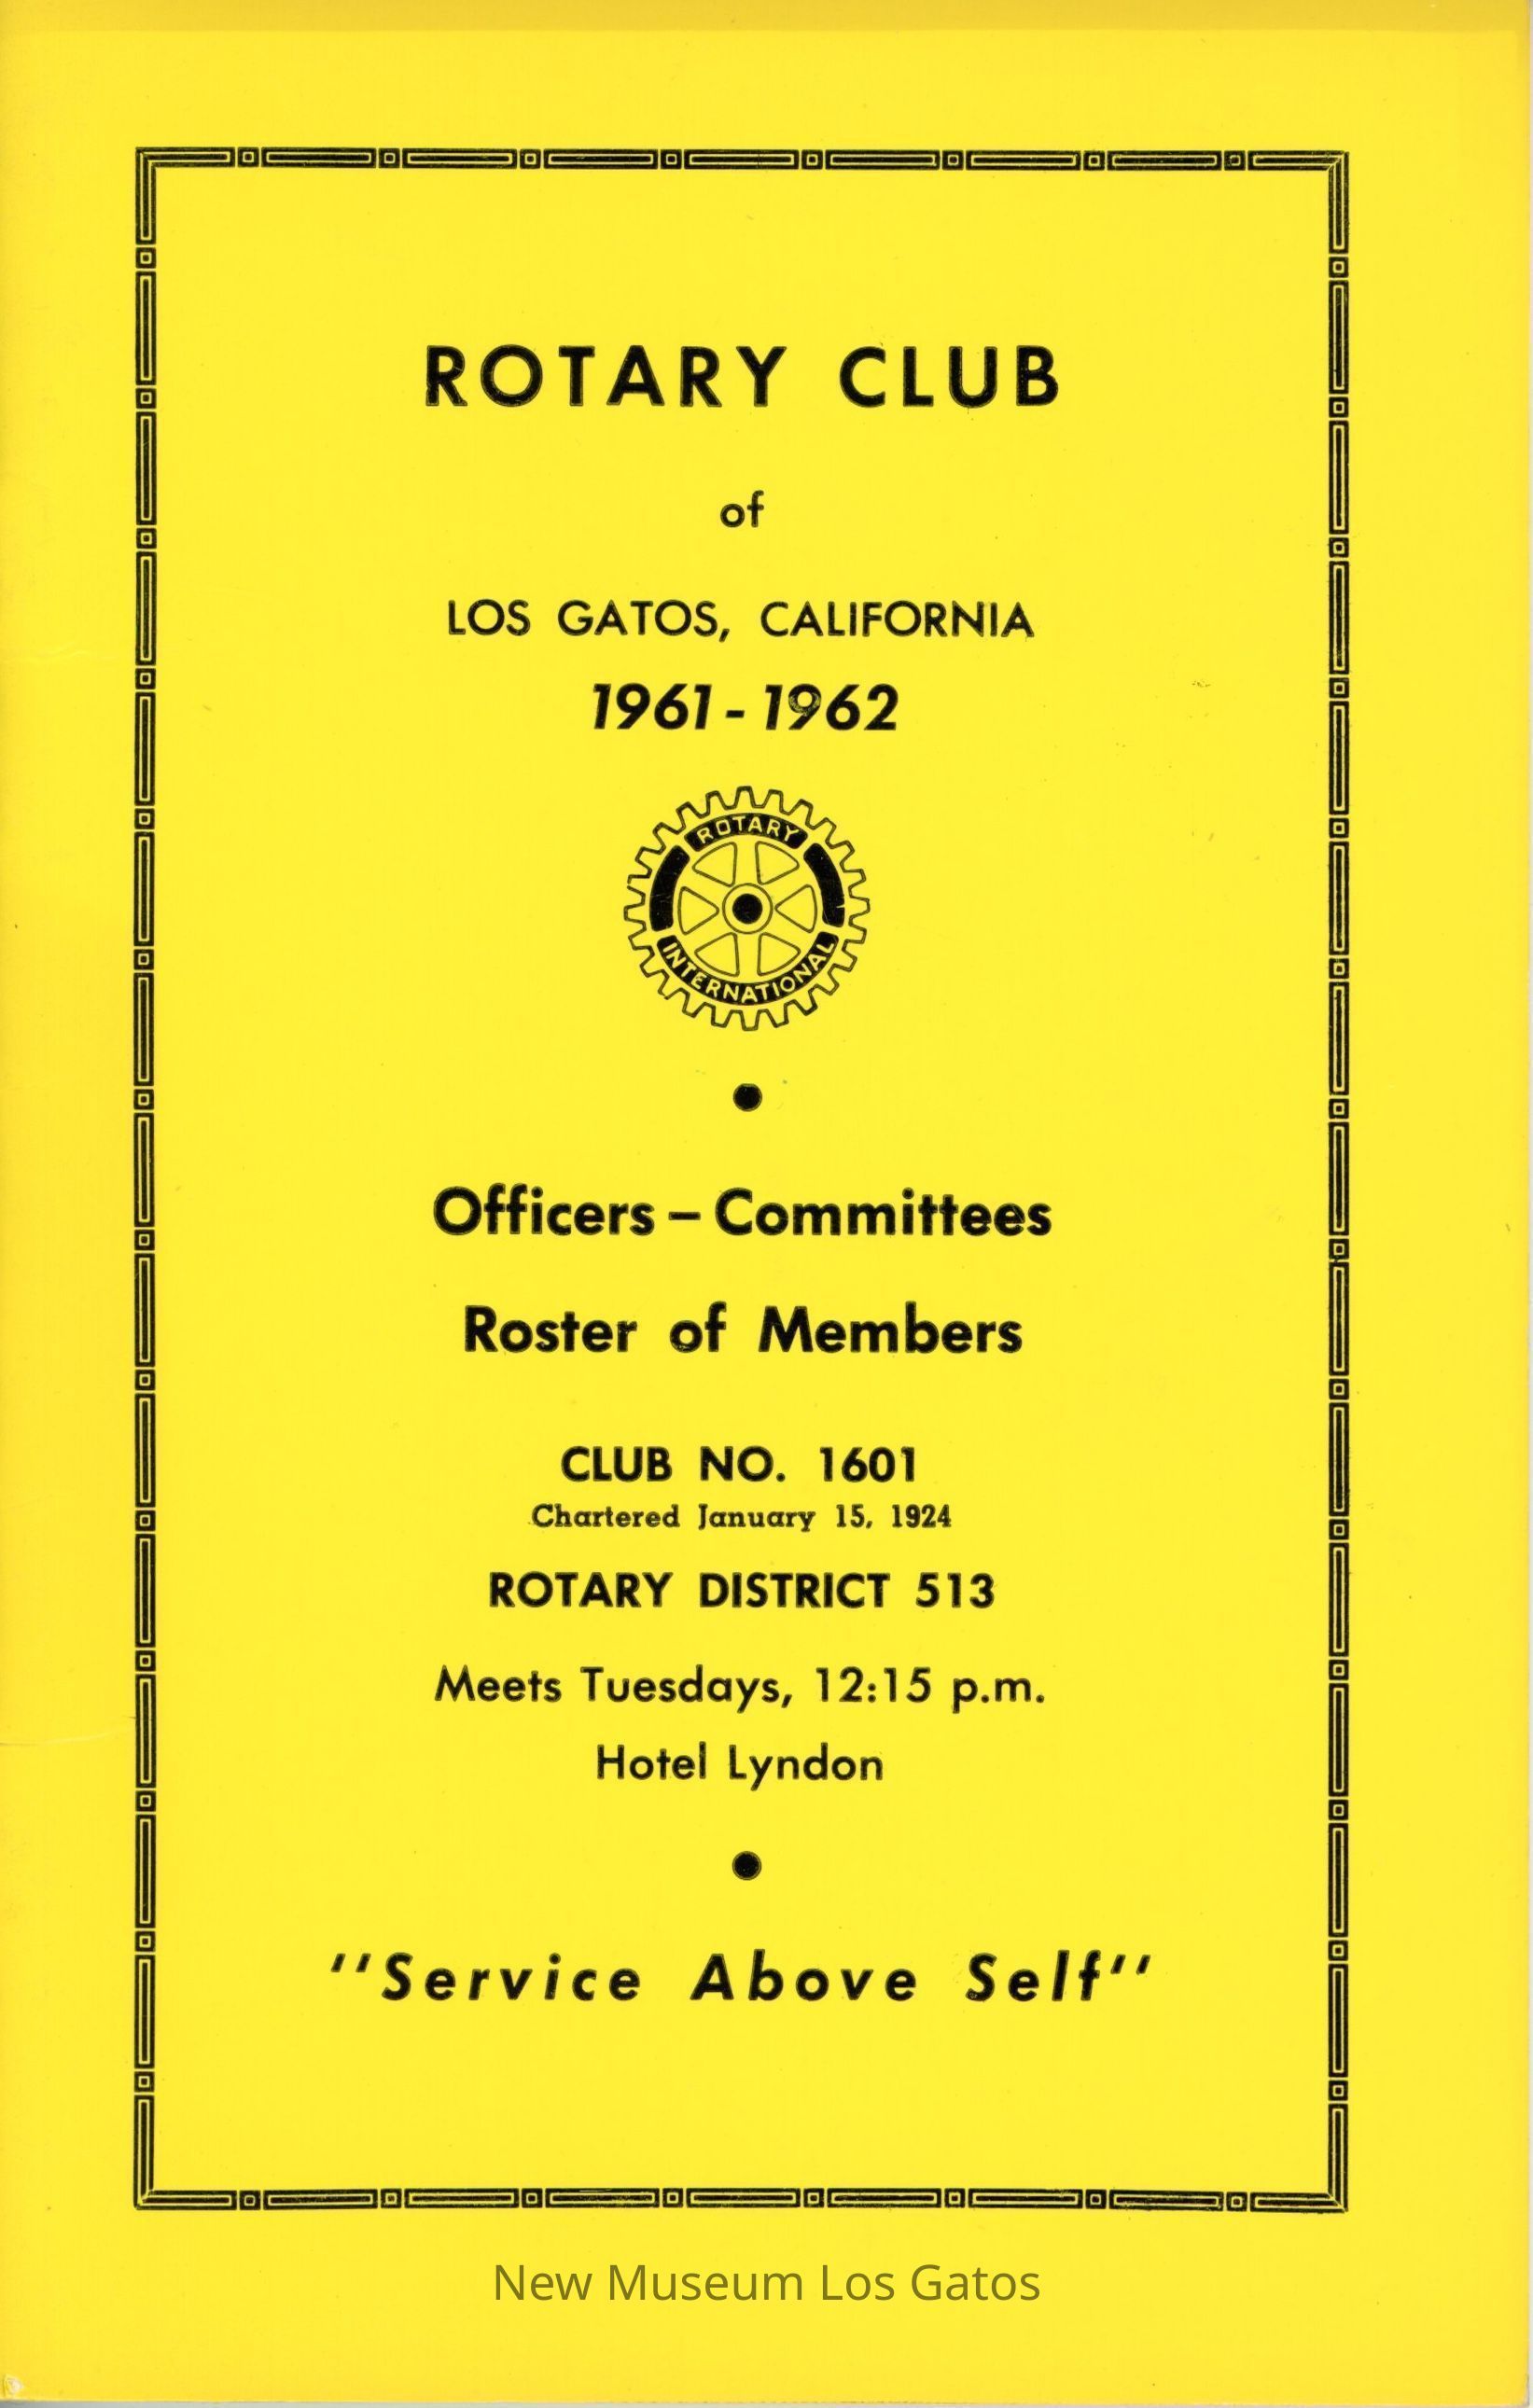 ROTARY CLUB
of
LOS GATOS, CALIFORNIA
1961 - 1962
ROTARY
INTERNATIONAL
Officers – Committees
Roster of Members
CLUB NO. 1601
Chartered January 15, 1924
ROTARY DISTRICT 513
Meets Tuesdays, 12:15 p.m.
Hotel Lyndon
"Service Above Self"
New Museum Los Gatos